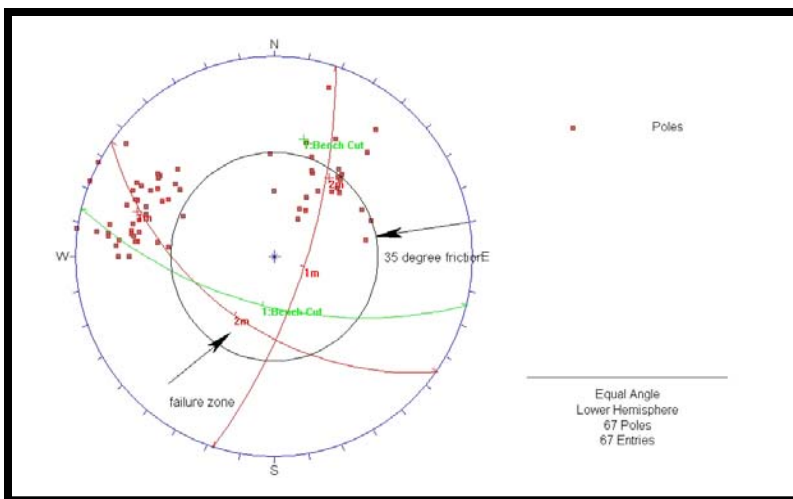 N
Poles
1:Bench Cut
2m
1m
W
35 degree friction
E
1m
1:Bench Cut
2m
failure zone
Equal Angle
Lower Hemisphere
67 Poles
67 Entries
S